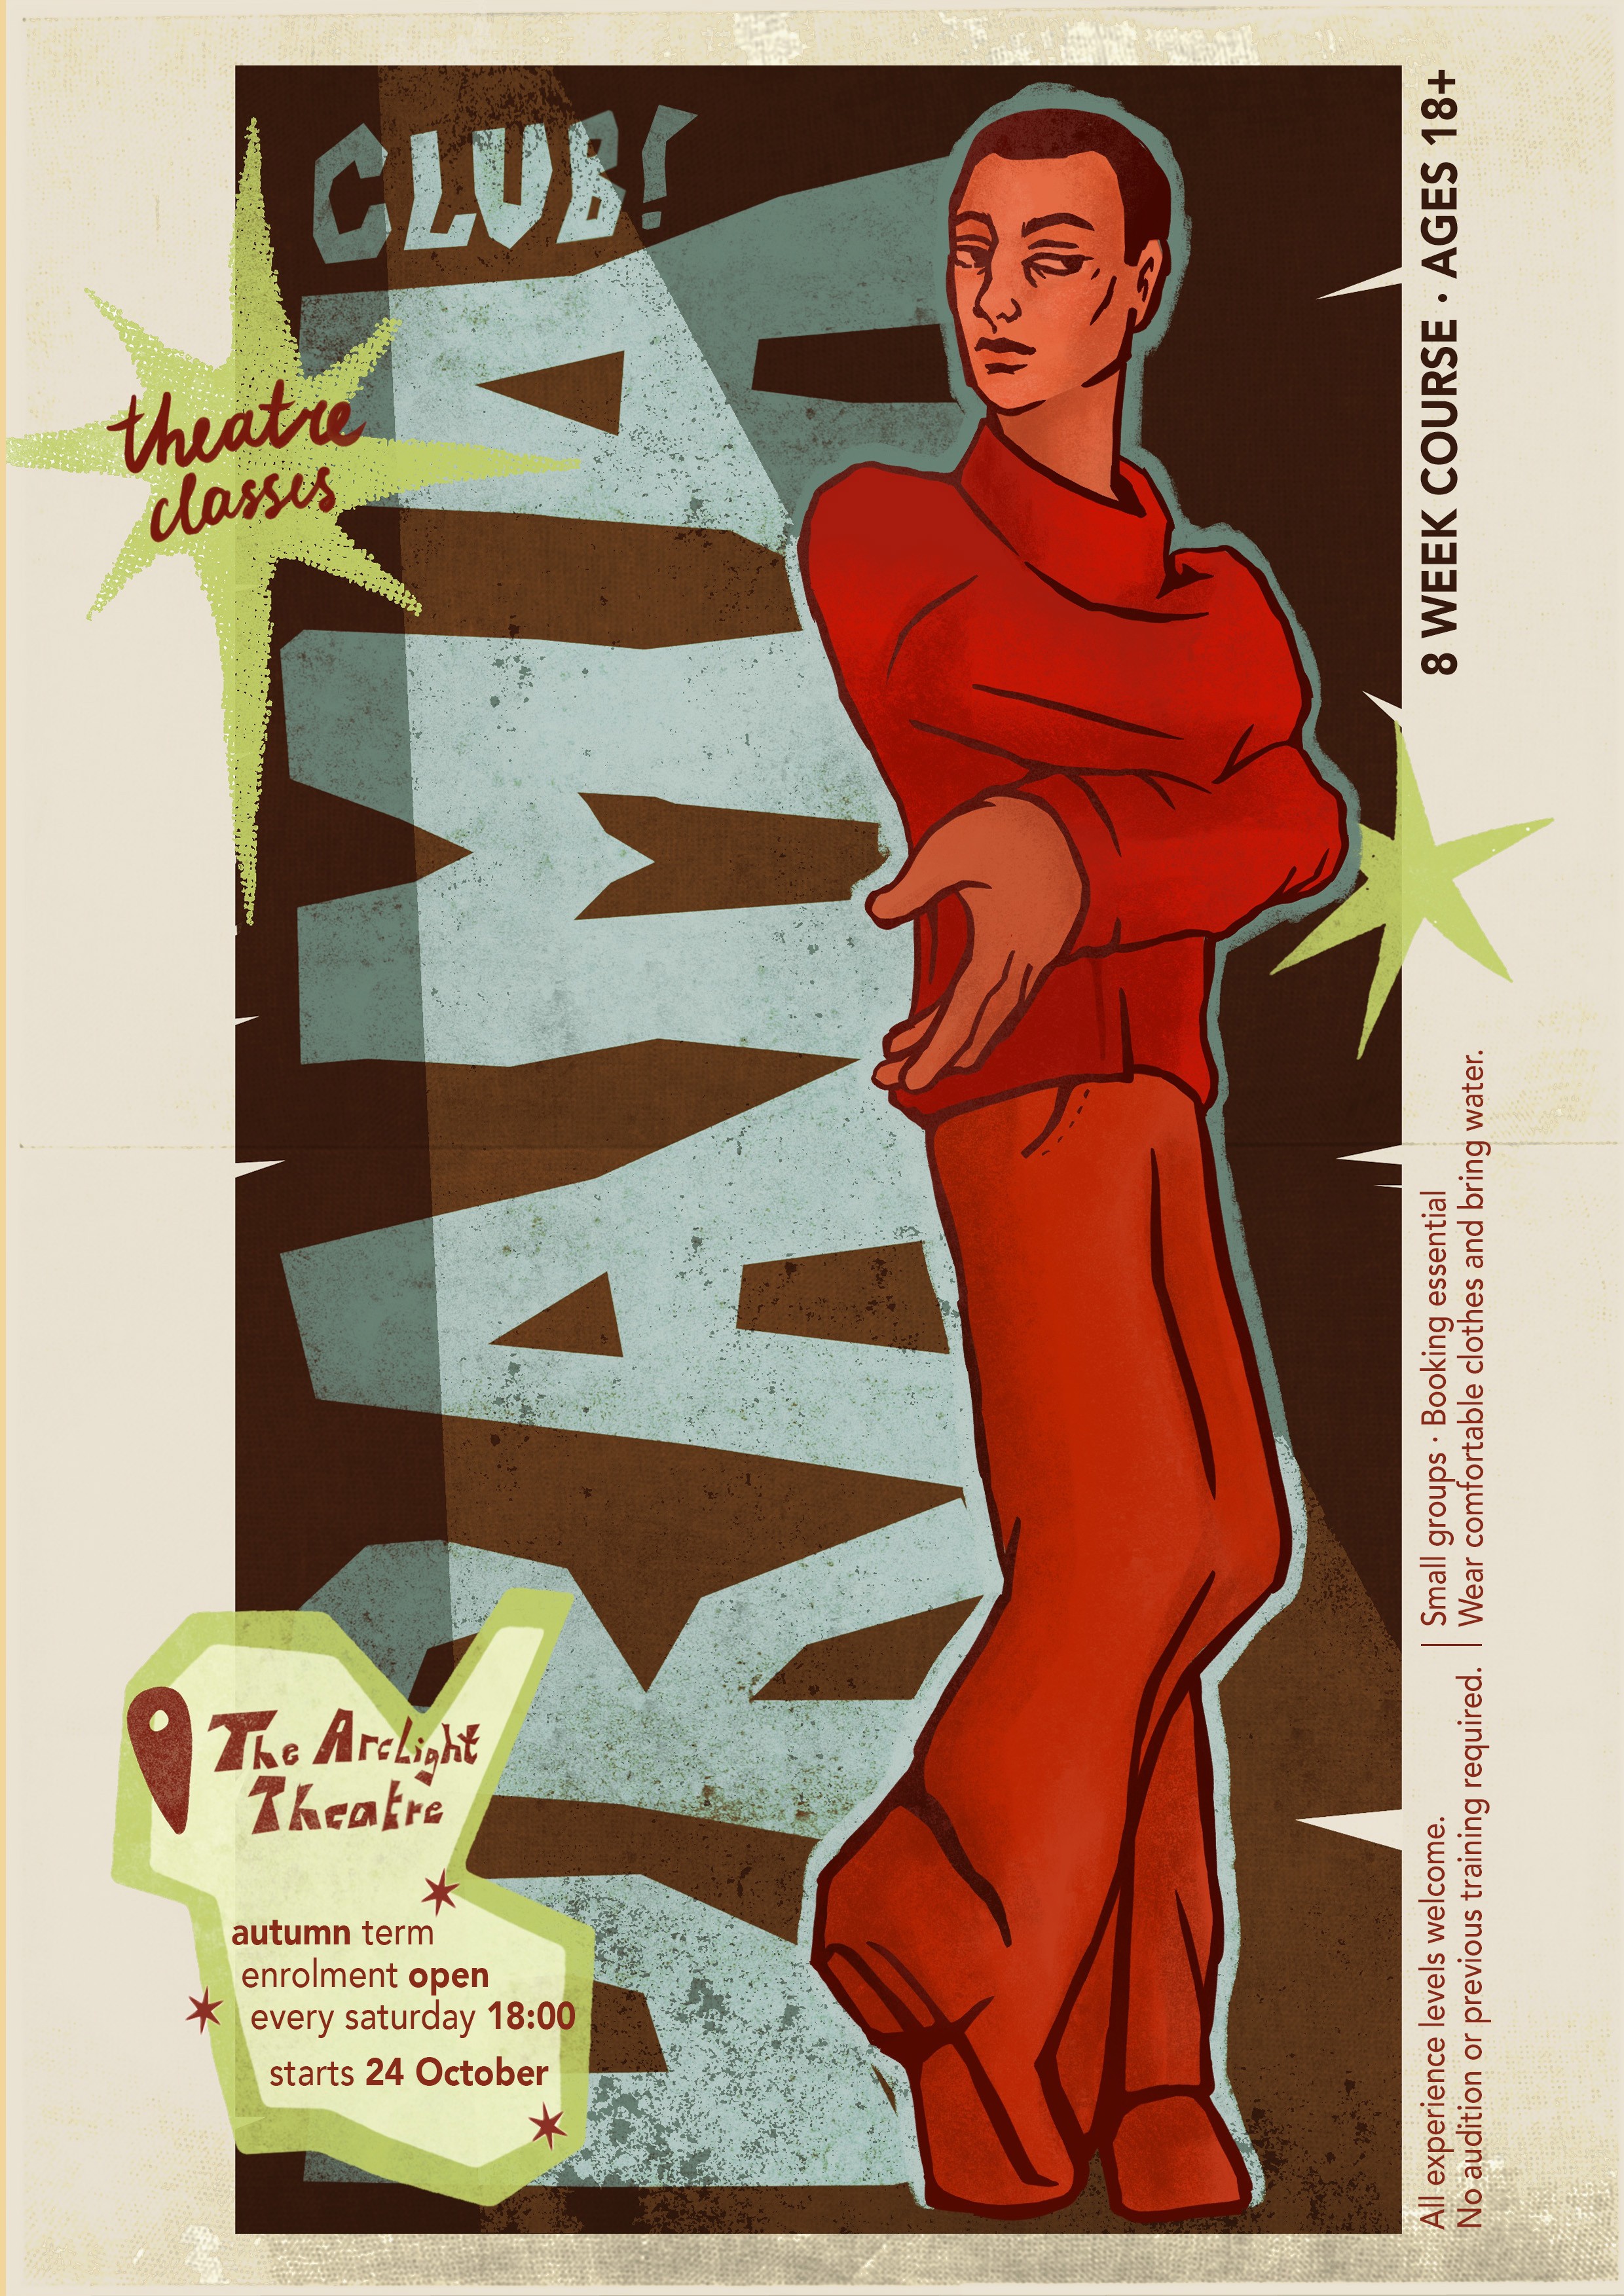 DRAMA
CLUB!
theatre
classes
The ArcLight
Theatre
autumn term
enrolment open
every saturday 18:00
starts 24 October
8 WEEK COURSE · AGES 18+
All experience levels welcome.
No audition or previous training required.
Small groups · Booking essential
Wear comfortable clothes and bring water.